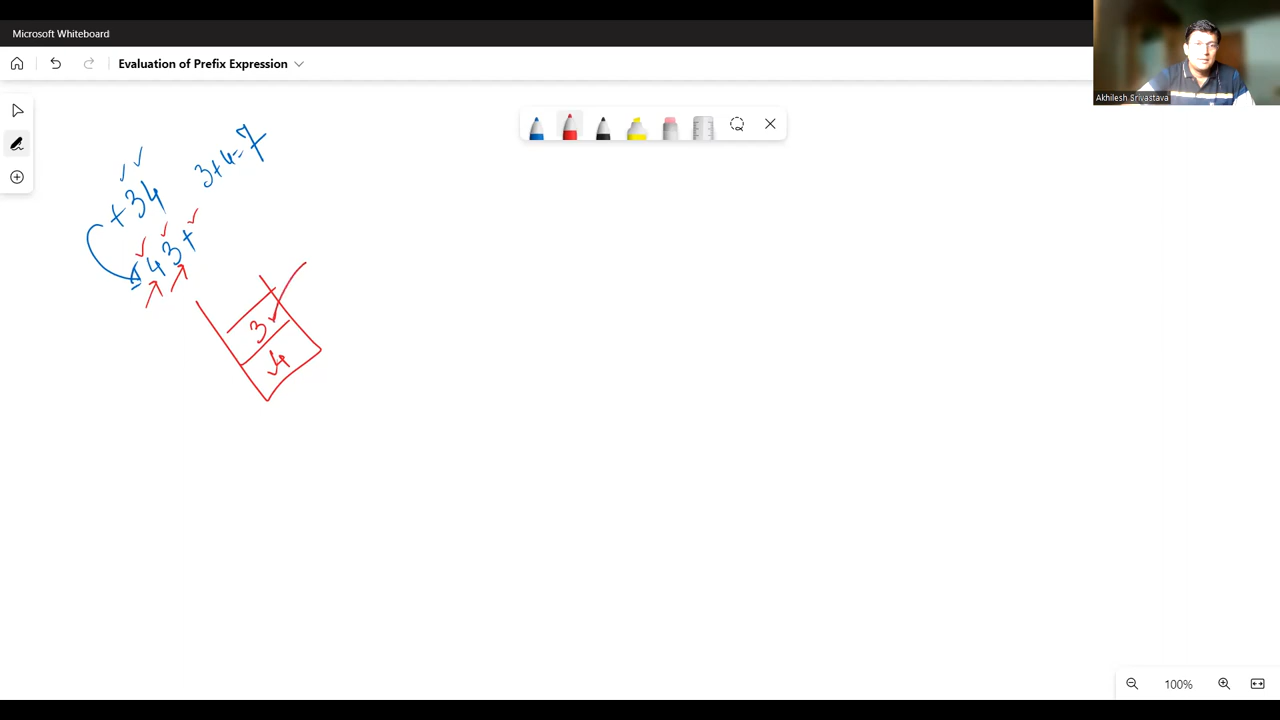 Microsoft Whiteboard
Evaluation of Prefix Expression
Akhilesh Srivastava
3+4=7
+34
43+
3
4
100%